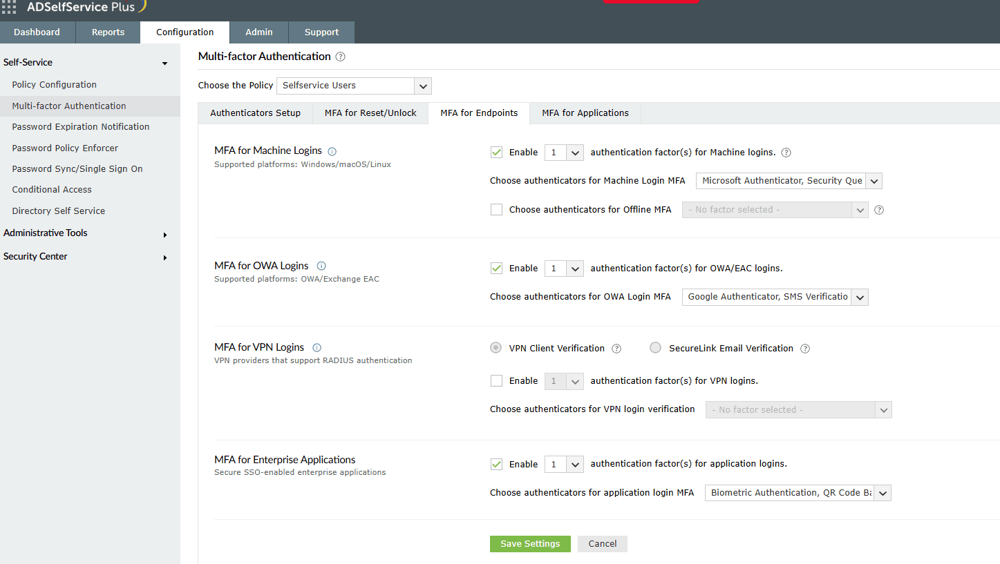 ADSelfService Plus
Dashboard Reports Configuration Admin Support
Self-Service
Policy Configuration
Multi-factor Authentication
Password Expiration Notification
Password Policy Enforcer
Password Sync/Single Sign On
Conditional Access
Directory Self Service
Administrative Tools
Security Center
Multi-factor Authentication ?
Choose the Policy Selfservice Users
Authenticators Setup MFA for Reset/Unlock MFA for Endpoints MFA for Applications
MFA for Machine Logins
Supported platforms: Windows/macOS/Linux
Enable 1 authentication factor(s) for Machine logins. ?
Choose authenticators for Machine Login MFA Microsoft Authenticator, Security Que
Choose authenticators for Offline MFA - No factor selected - ?
MFA for OWA Logins
Supported platforms: OWA/Exchange EAC
Enable 1 authentication factor(s) for OWA/EAC logins.
Choose authenticators for OWA Login MFA Google Authenticator, SMS Verificatio
MFA for VPN Logins
VPN providers that support RADIUS authentication
VPN Client Verification ? SecureLink Email Verification ?
Enable 1 authentication factor(s) for VPN logins.
Choose authenticators for VPN login verification - No factor selected -
MFA for Enterprise Applications
Secure SSO-enabled enterprise applications
Enable 1 authentication factor(s) for application logins.
Choose authenticators for application login MFA Biometric Authentication, QR Code Ba
Save Settings Cancel